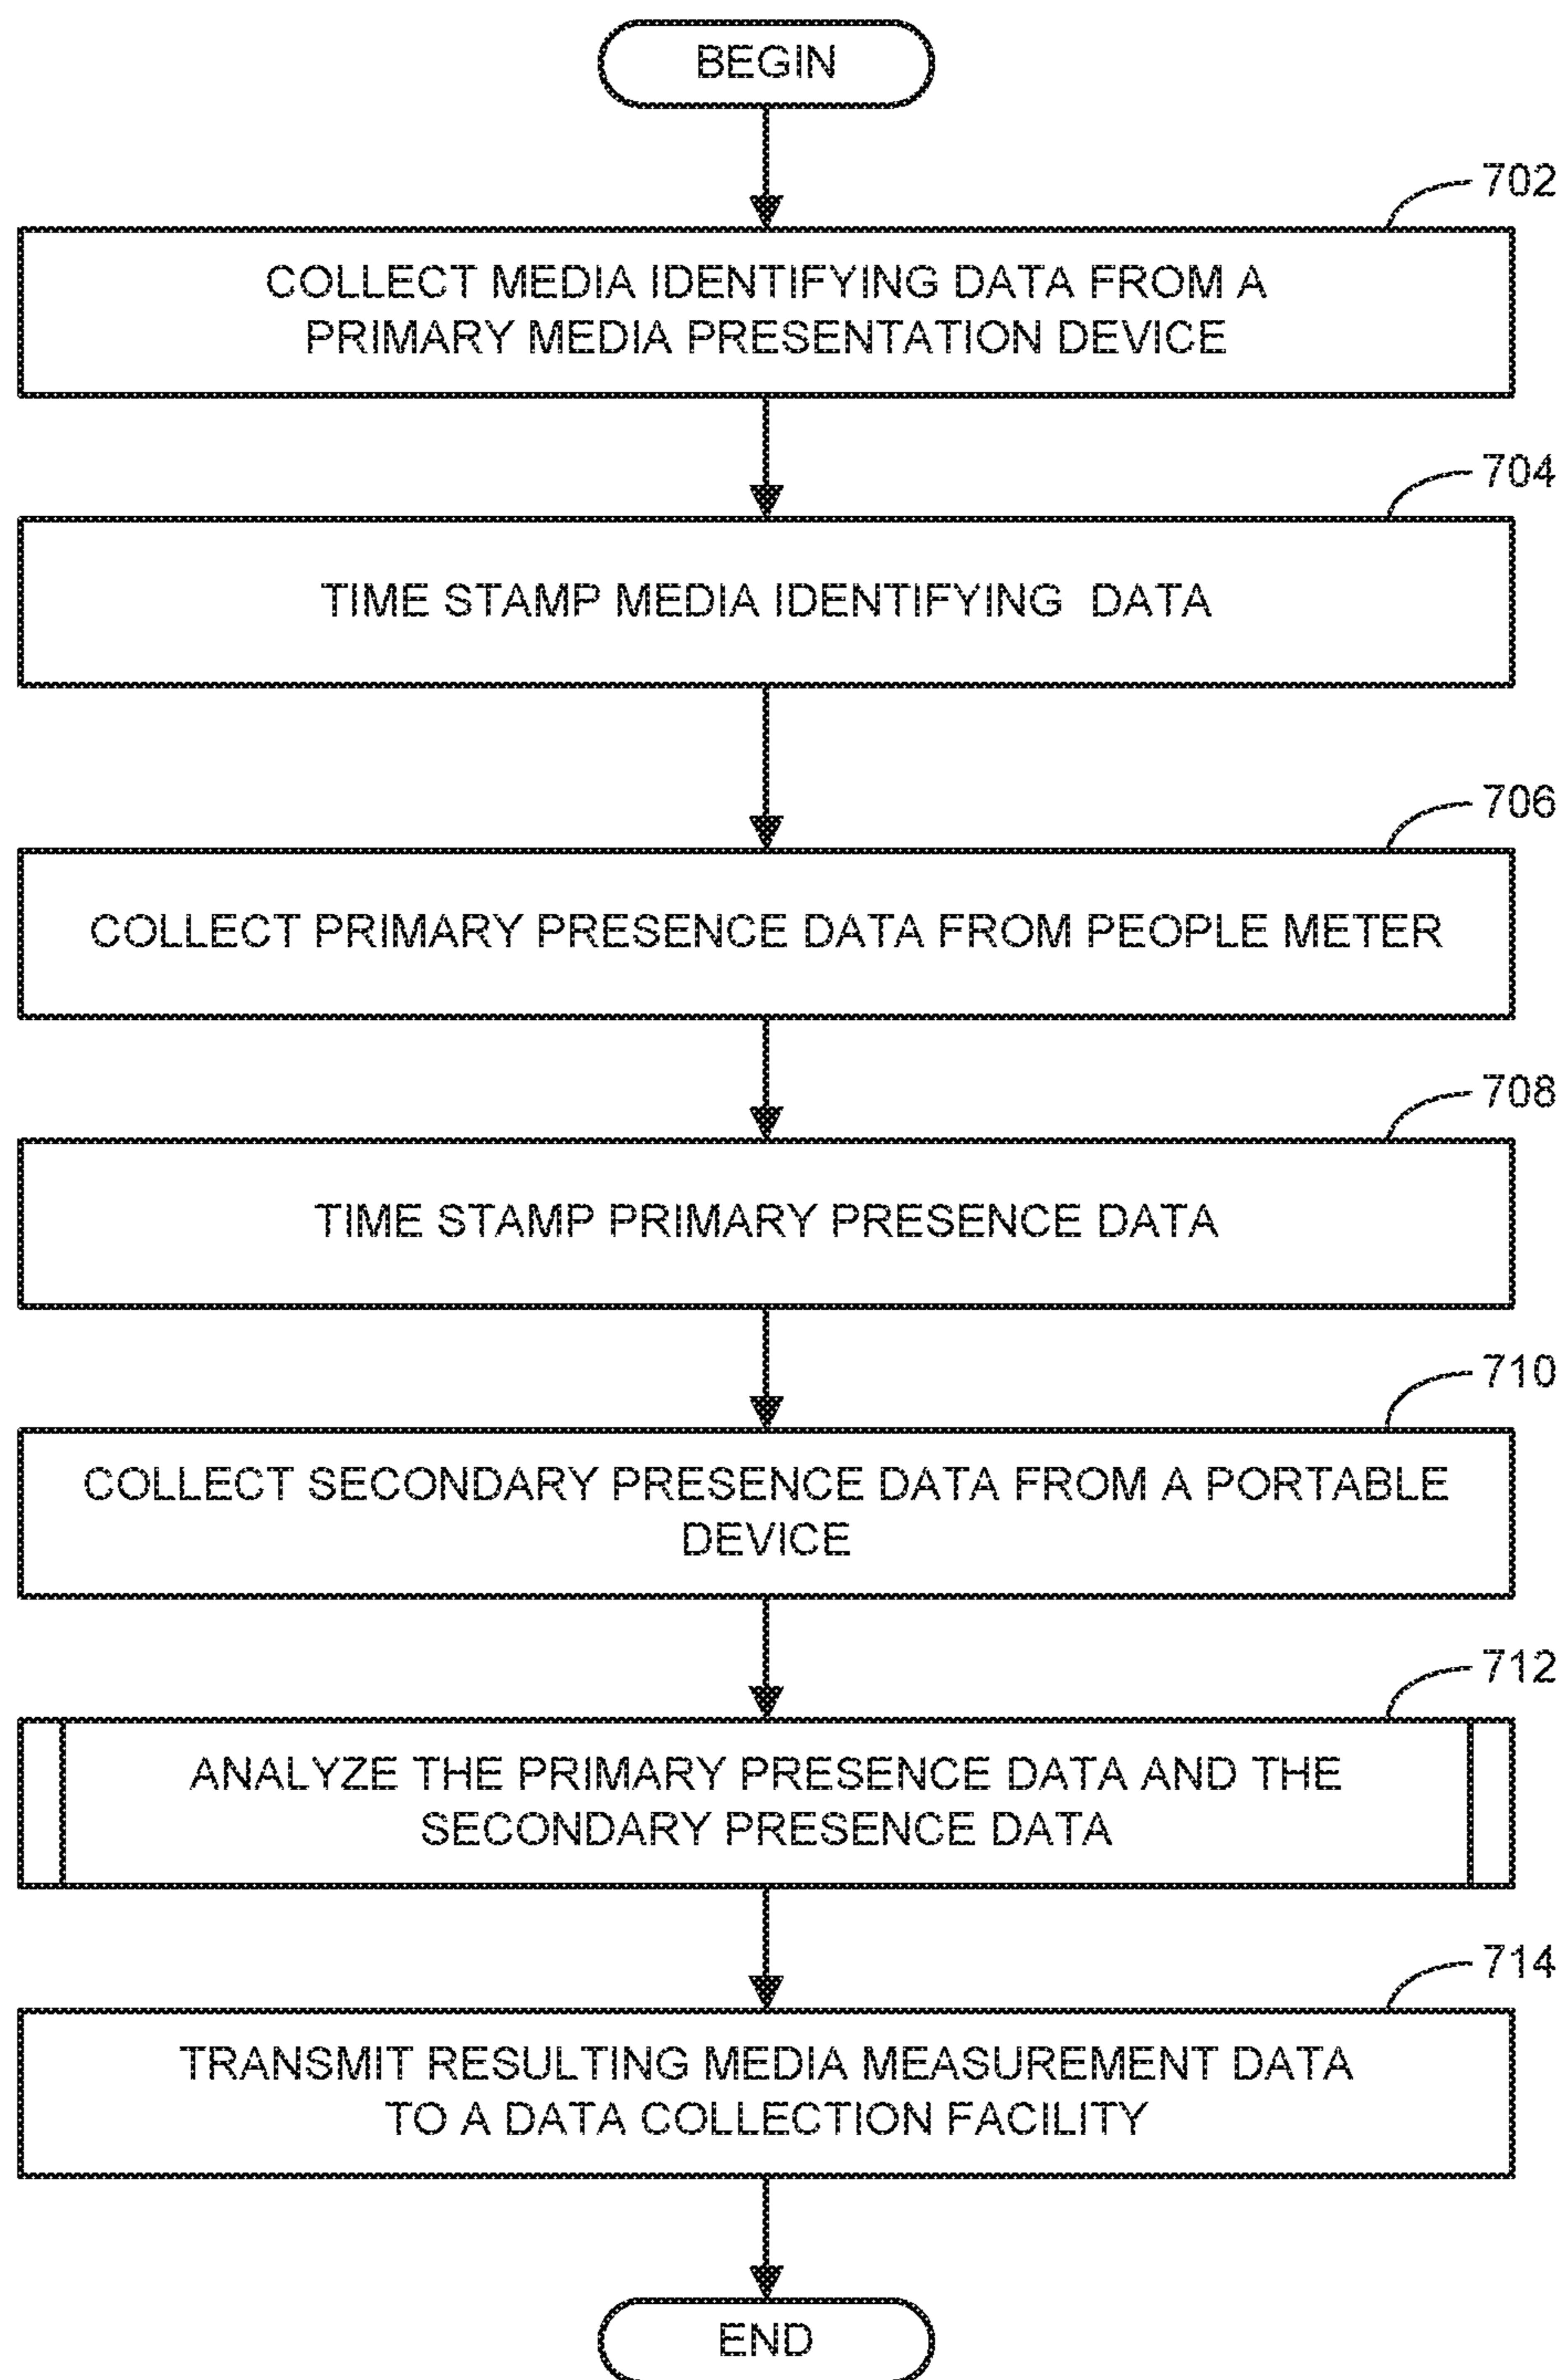 BEGIN
702
COLLECT MEDIA IDENTIFYING DATA FROM A
PRIMARY MEDIA PRESENTATION DEVICE
704
TIME STAMP MEDIA IDENTIFYING DATA
706
COLLECT PRIMARY PRESENCE DATA FROM PEOPLE METER
708
TIME STAMP PRIMARY PRESENCE DATA
710
COLLECT SECONDARY PRESENCE DATA FROM A PORTABLE
DEVICE
712
ANALYZE THE PRIMARY PRESENCE DATA AND THE
SECONDARY PRESENCE DATA
714
TRANSMIT RESULTING MEDIA MEASUREMENT DATA
TO A DATA COLLECTION FACILITY
END